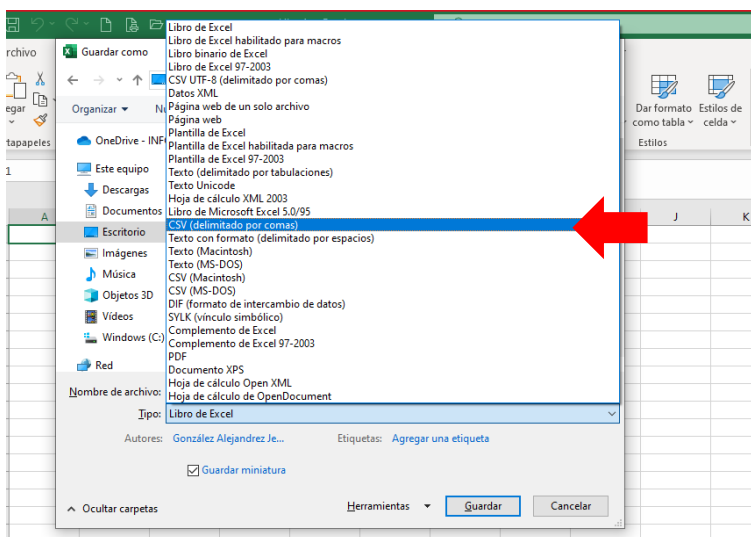 Libro de Excel
Libro de Excel habilitado para macros
Libro binario de Excel
Libro de Excel 97-2003
CSV UTF-8 (delimitado por comas)
Datos XML
Página web de un solo archivo
Página web
Plantilla de Excel
Plantilla de Excel habilitada para macros
Plantilla de Excel 97-2003
Texto (delimitado por tabulaciones)
Texto Unicode
Hoja de cálculo XML 2003
Libro de Microsoft Excel 5.0/95
CSV (delimitado por comas)
Texto con formato (delimitado por espacios)
Texto (Macintosh)
Texto (MS-DOS)
CSV (Macintosh)
CSV (MS-DOS)
DIF (formato de intercambio de datos)
SYLK (vínculo simbólico)
Complemento de Excel
Complemento de Excel 97-2003
PDF
Documento XPS
Hoja de cálculo Open XML
Hoja de cálculo de OpenDocument
rchivo
egar
rtapapeles
1
A
Guardar como
Organizar
Nu
OneDrive - INF
Este equipo
Descargas
Documentos
Escritorio
Imágenes
Música
Objetos 3D
Vídeos
Windows (C:)
Red
Nombre de archivo:
Tipo: Libro de Excel
Autores: González Alejandrez Je... Etiquetas: Agregar una etiqueta
Guardar miniatura
Ocultar carpetas Herramientas Guardar Cancelar
Dar formato Estilos de
como tabla celda
Estilos
J K